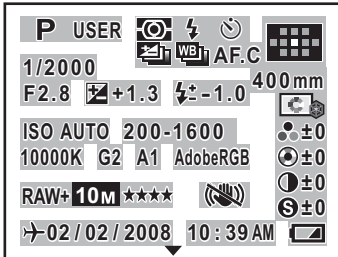 P USER
WB AF.C
1/2000
400mm
F2.8 +1.3 -1.0
C
ISO AUTO 200-1600
±0
10000K G2 A1 AdobeRGB
±0
±0
RAW+ 10M ★★★★
S±0
02/02/2008 10:39AM